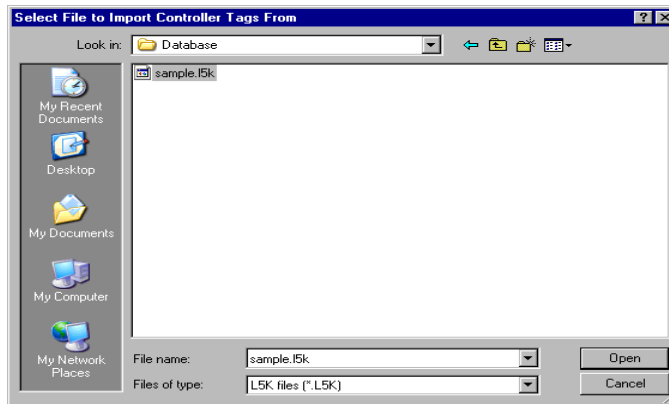 Select File to Import Controller Tags From
Look in:
Database
sample.l5k
My Recent
Documents
Desktop
My Documents
My Computer
My Network
Places
File name:
sample.l5k
Open
Files of type:
L5K files (*.L5K)
Cancel